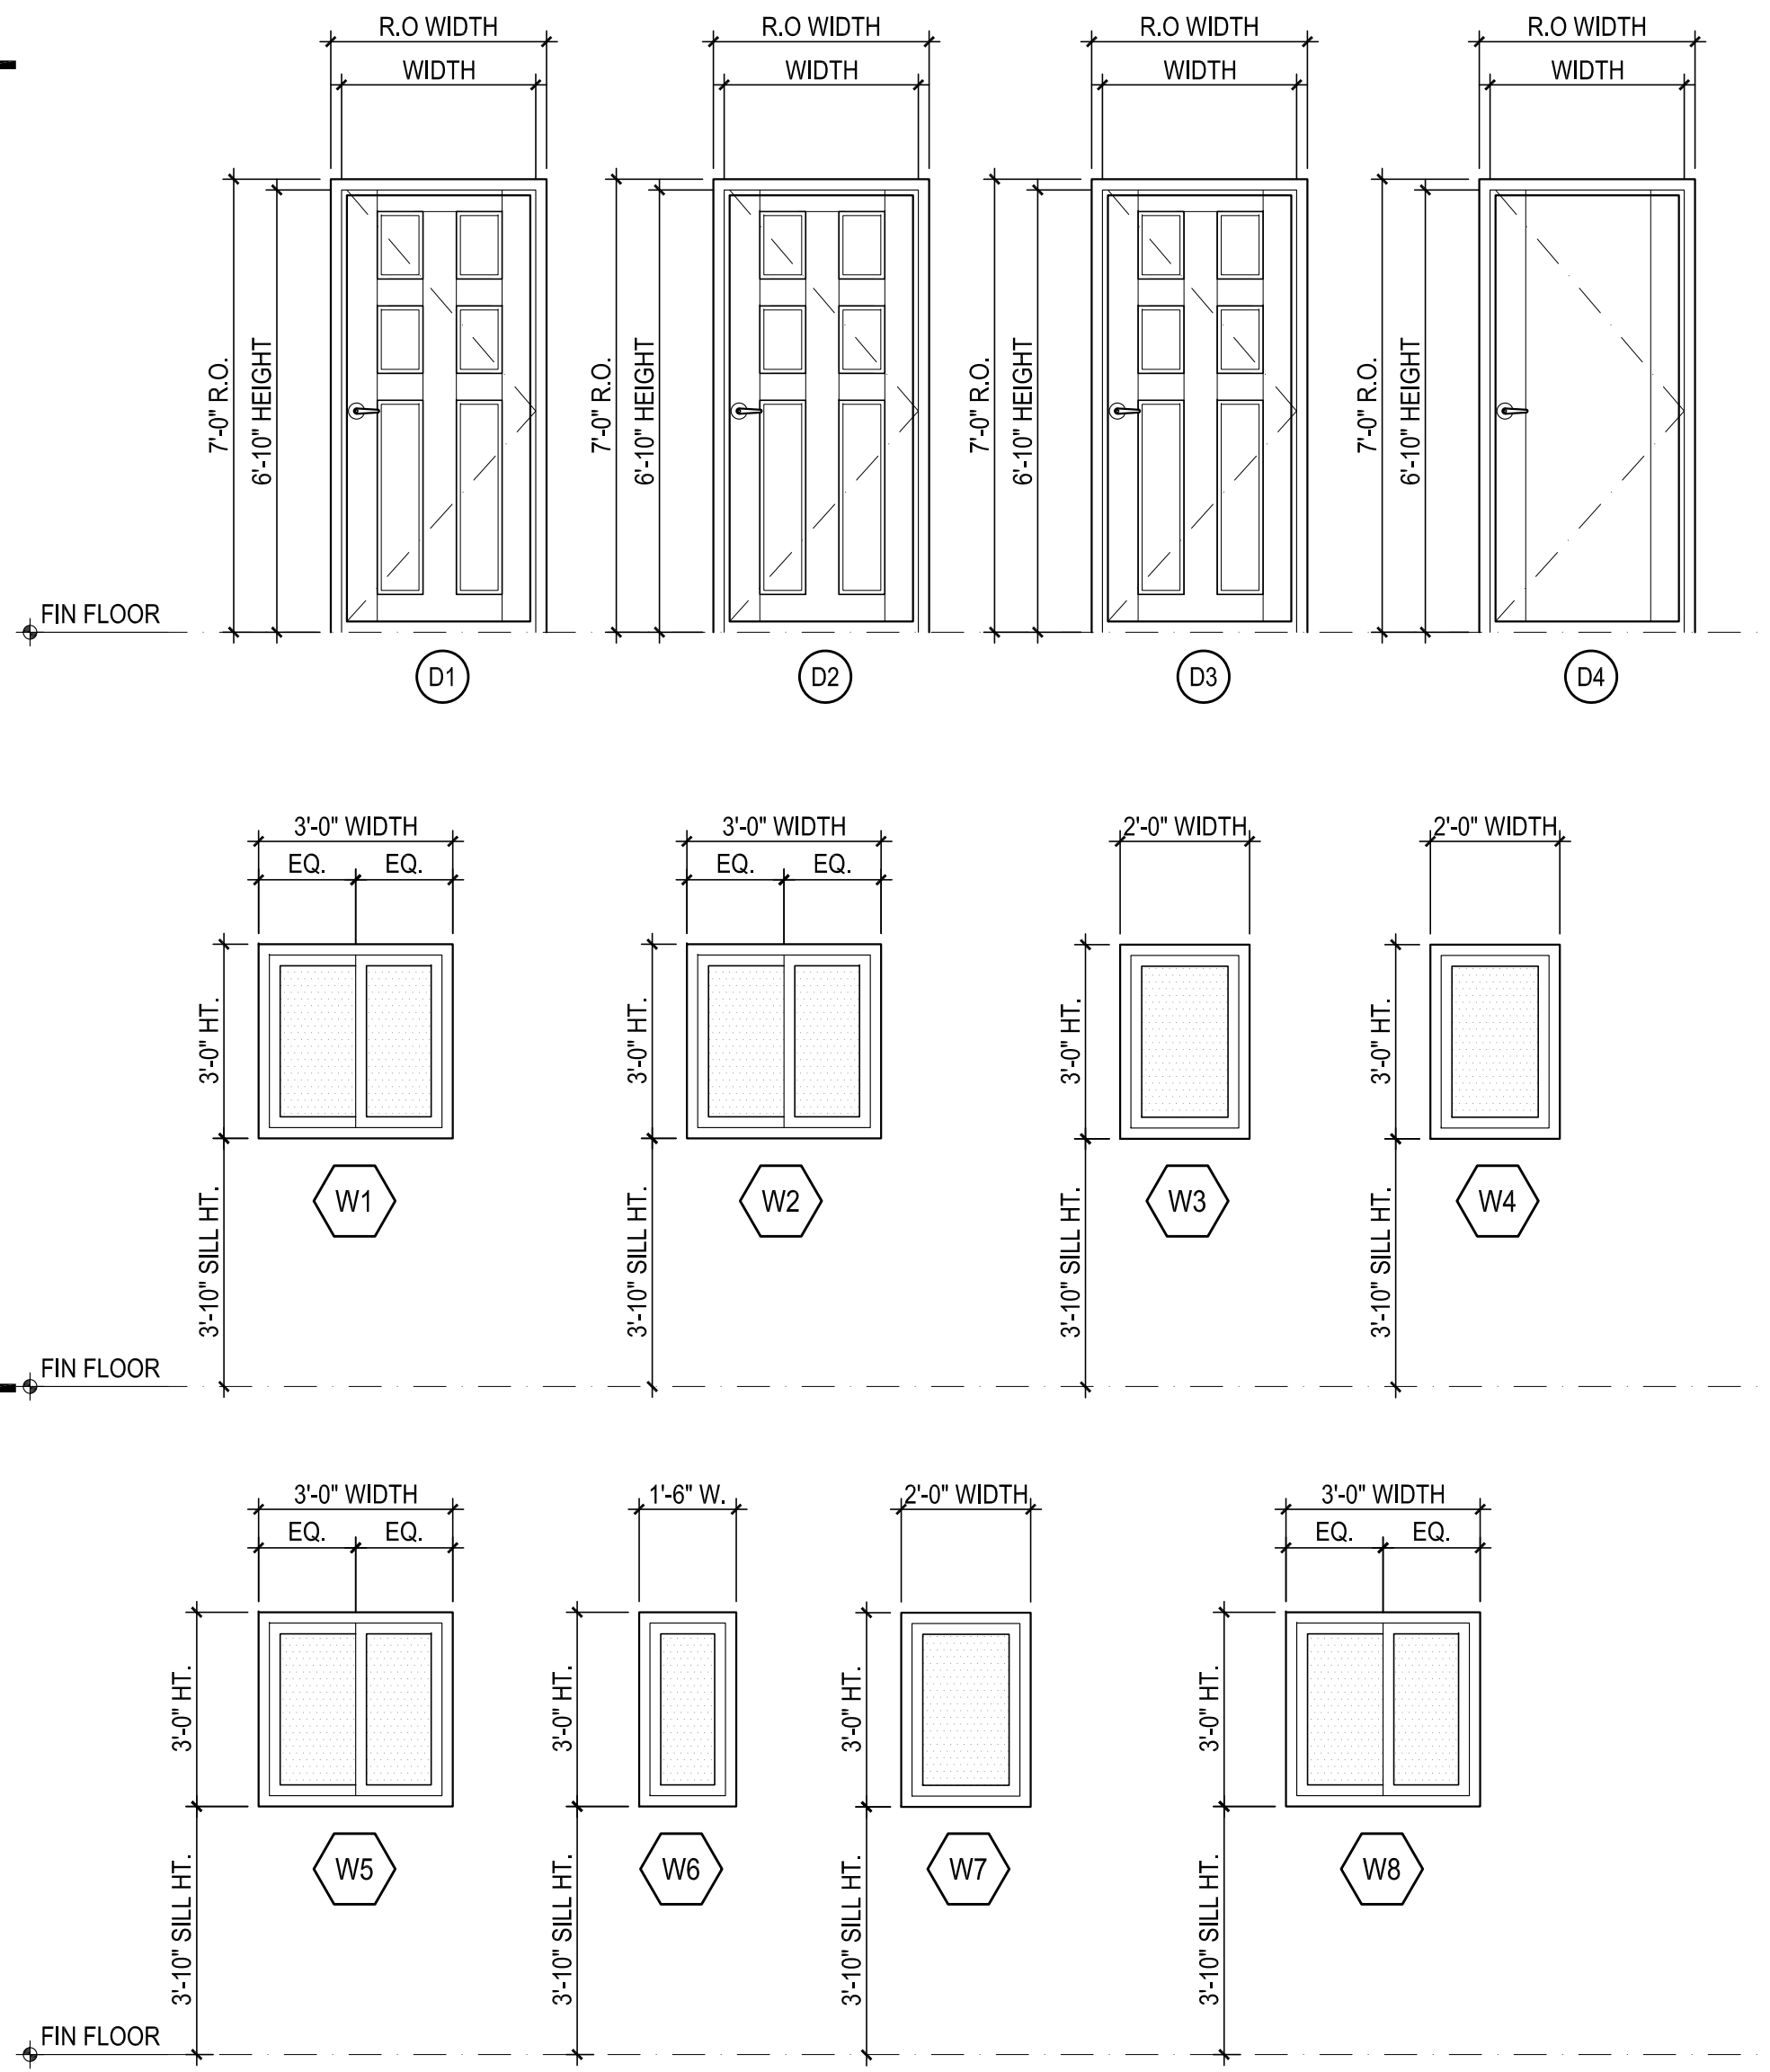 R.O WIDTH
R.O WIDTH
R.O WIDTH
R.O WIDTH
WIDTH
WIDTH
WIDTH
WIDTH
7'-0" R.O.
6'-10" HEIGHT
7'-0" R.O.
6'-10" HEIGHT
7'-0" R.O.
6'-10" HEIGHT
7'-0" R.O.
6'-10" HEIGHT
FIN FLOOR
D1
D2
D3
D4
3'-0" WIDTH
3'-0" WIDTH
2'-0" WIDTH
2'-0" WIDTH
EQ.
EQ.
EQ.
EQ.
3'-0" HT.
3'-0" HT.
3'-0" HT.
3'-0" HT.
W1
W2
W3
W4
3'-10" SILL HT.
3'-10" SILL HT.
3'-10" SILL HT.
3'-10" SILL HT.
FIN FLOOR
3'-0" WIDTH
1'-6" W.
2'-0" WIDTH
3'-0" WIDTH
EQ.
EQ.
EQ.
EQ.
3'-0" HT.
3'-0" HT.
3'-0" HT.
3'-0" HT.
W5
W6
W7
W8
3'-10" SILL HT.
3'-10" SILL HT.
3'-10" SILL HT.
3'-10" SILL HT.
FIN FLOOR